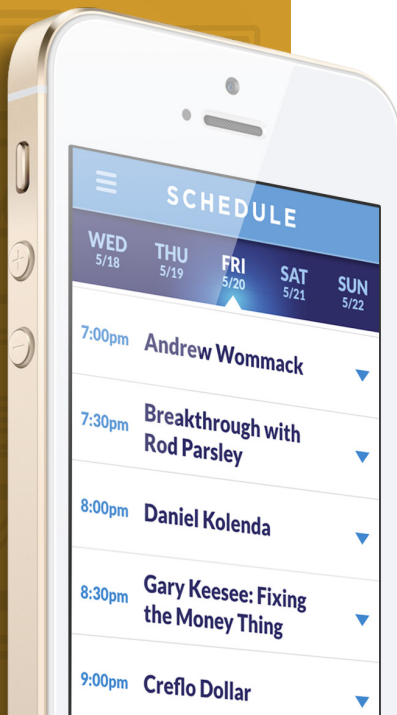 SCHEDULE
WED THU FRI SAT SUN
5/18 5/19 5/20 5/21 5/22
7:00pm Andrew Wommack
7:30pm Breakthrough with
Rod Parsley
8:00pm Daniel Kolenda
8:30pm Gary Keesee: Fixing
the Money Thing
9:00pm Creflo Dollar